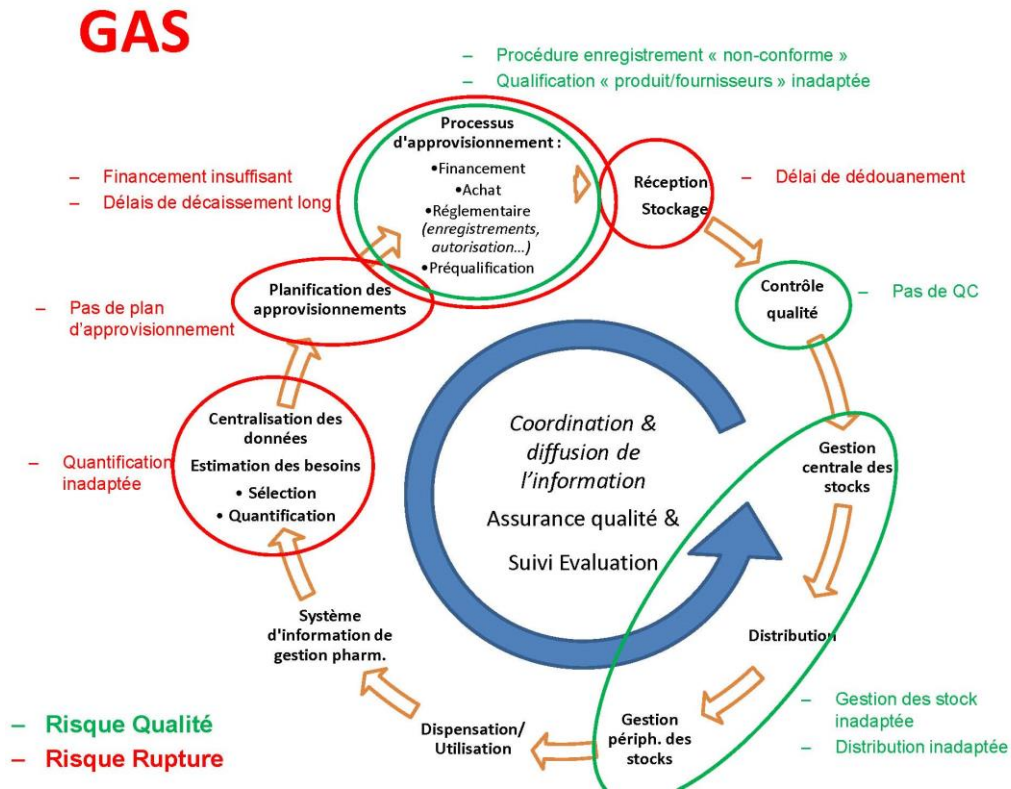 GAS
– Procédure enregistrement « non-conforme »
– Qualification « produit/fournisseurs » inadaptée
Processus
d'approvisionnement :
•Financement
•Achat
•Réglementaire
(enregistrements,
autorisation...)
•Préqualification
Réception
Stockage
– Délai de dédouanement
– Financement insuffisant
– Délais de décaissement long
Planification des
approvisionnements
– Pas de plan
d'approvisionnement
Contrôle
qualité
– Pas de QC
Centralisation des
données
Estimation des besoins
• Sélection
• Quantification
– Quantification
inadaptée
Coordination &
diffusion de
l'information
Assurance qualité &
Suivi Evaluation
Gestion
centrale des
stocks
Distribution
Système
d'information de
gestion pharm.
Dispensation/
Utilisation
Gestion
périph. des
stocks
– Gestion des stock
inadaptée
– Distribution inadaptée
– Risque Qualité
– Risque Rupture